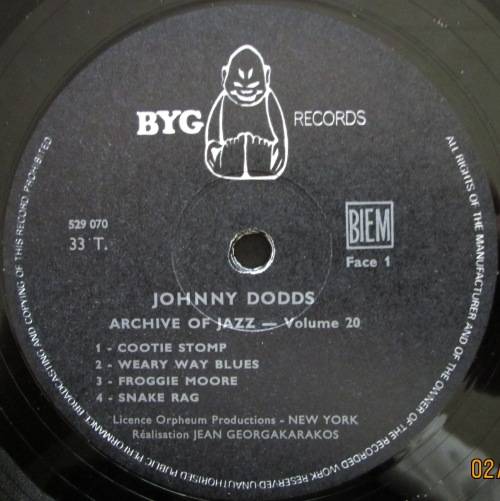 BYG RECORDS
529 070
33 T.
BIEM
Face 1
JOHNNY DODDS
ARCHIVE OF JAZZ — Volume 20
1 - COOTIE STOMP
2 - WEARY WAY BLUES
3 - FROGGIE MOORE
4 - SNAKE RAG
Licence Orpheum Productions - NEW YORK
Réalisation JEAN GEORGAKARAKOS
ALL RIGHTS OF THE MANUFACTURER AND OF THE OWNER OF THE RECORDED WORK RESERVED UNAUTHORISED PUBLIC PERFORMANCE BROADCASTING AND COPYING OF THIS RECORD PROHIBITED
02/